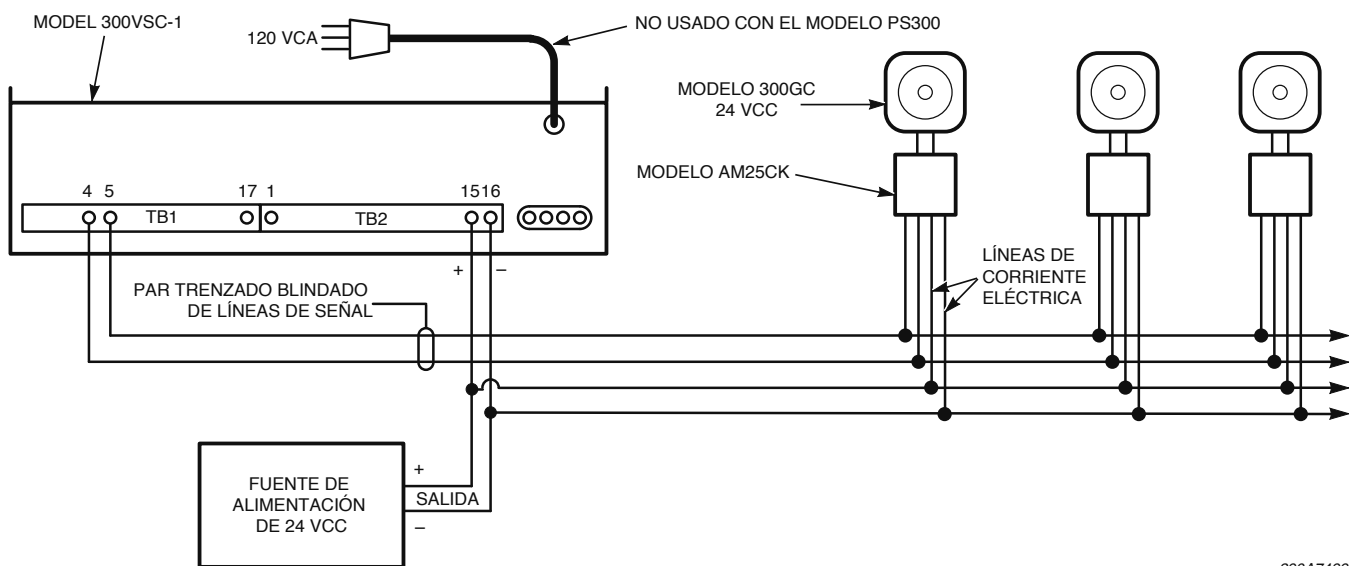 MODEL 300VSC-1
120 VCA
NO USADO CON EL MODELO PS300
MODELO 300GC
24 VCC
MODELO AM25CK
4 5
17 1
15 16
TB1
TB2
+
–
LÍNEAS DE
CORRIENTE
ELÉCTRICA
PAR TRENZADO BLINDADO
DE LÍNEAS DE SEÑAL
FUENTE DE
ALIMENTACIÓN
DE 24 VCC
+
SALIDA
–